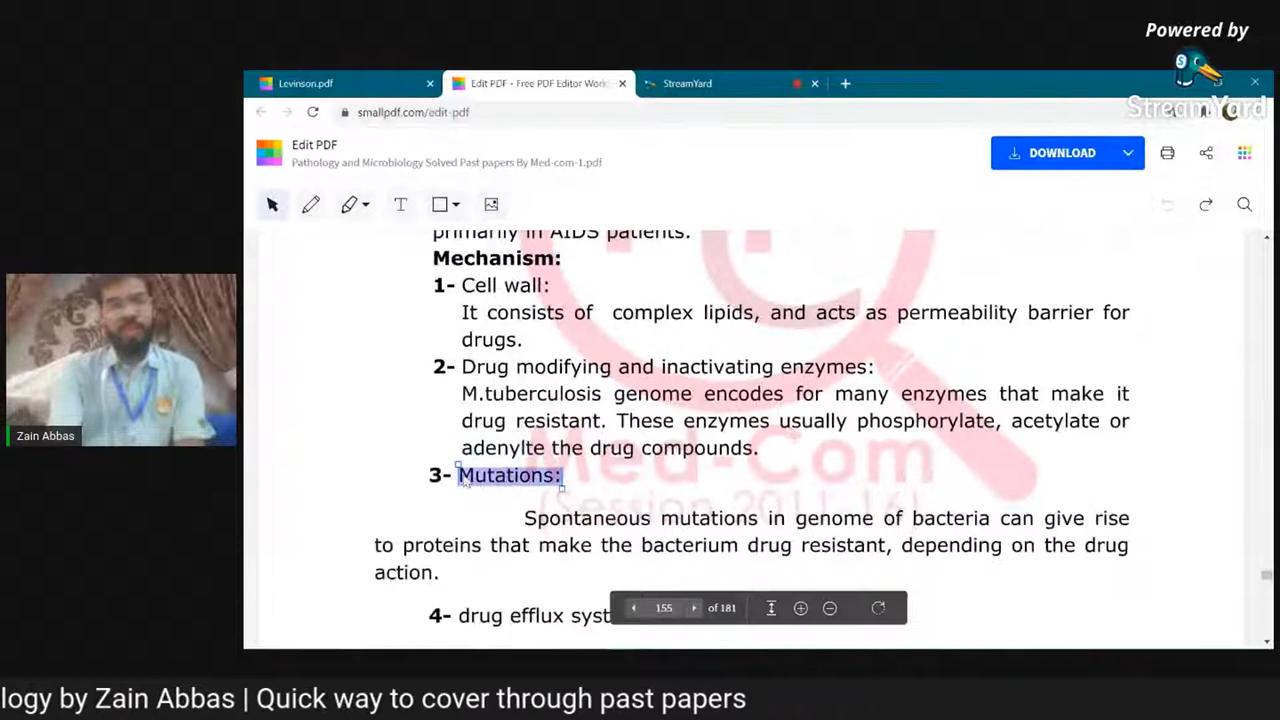 Powered by
StreamYard
Levinson.pdf
Edit PDF - Free PDF Editor Work
StreamYard
smallpdf.com/edit-pdf
Edit PDF
Pathology and Microbiology Solved Past papers By Med-com-1.pdf
DOWNLOAD
primarily in AIDS patients.
Mechanism:
1- Cell wall:
It consists of complex lipids, and acts as permeability barrier for
drugs.
2- Drug modifying and inactivating enzymes:
M.tuberculosis genome encodes for many enzymes that make it
drug resistant. These enzymes usually phosphorylate, acetylate or
adenylte the drug compounds.
Med-Com
3- Mutations:
(Session 2011-16)
Spontaneous mutations in genome of bacteria can give rise
to proteins that make the bacterium drug resistant, depending on the drug
action.
4- drug efflux syst
155 of 181
Zain Abbas
logy by Zain Abbas | Quick way to cover through past papers